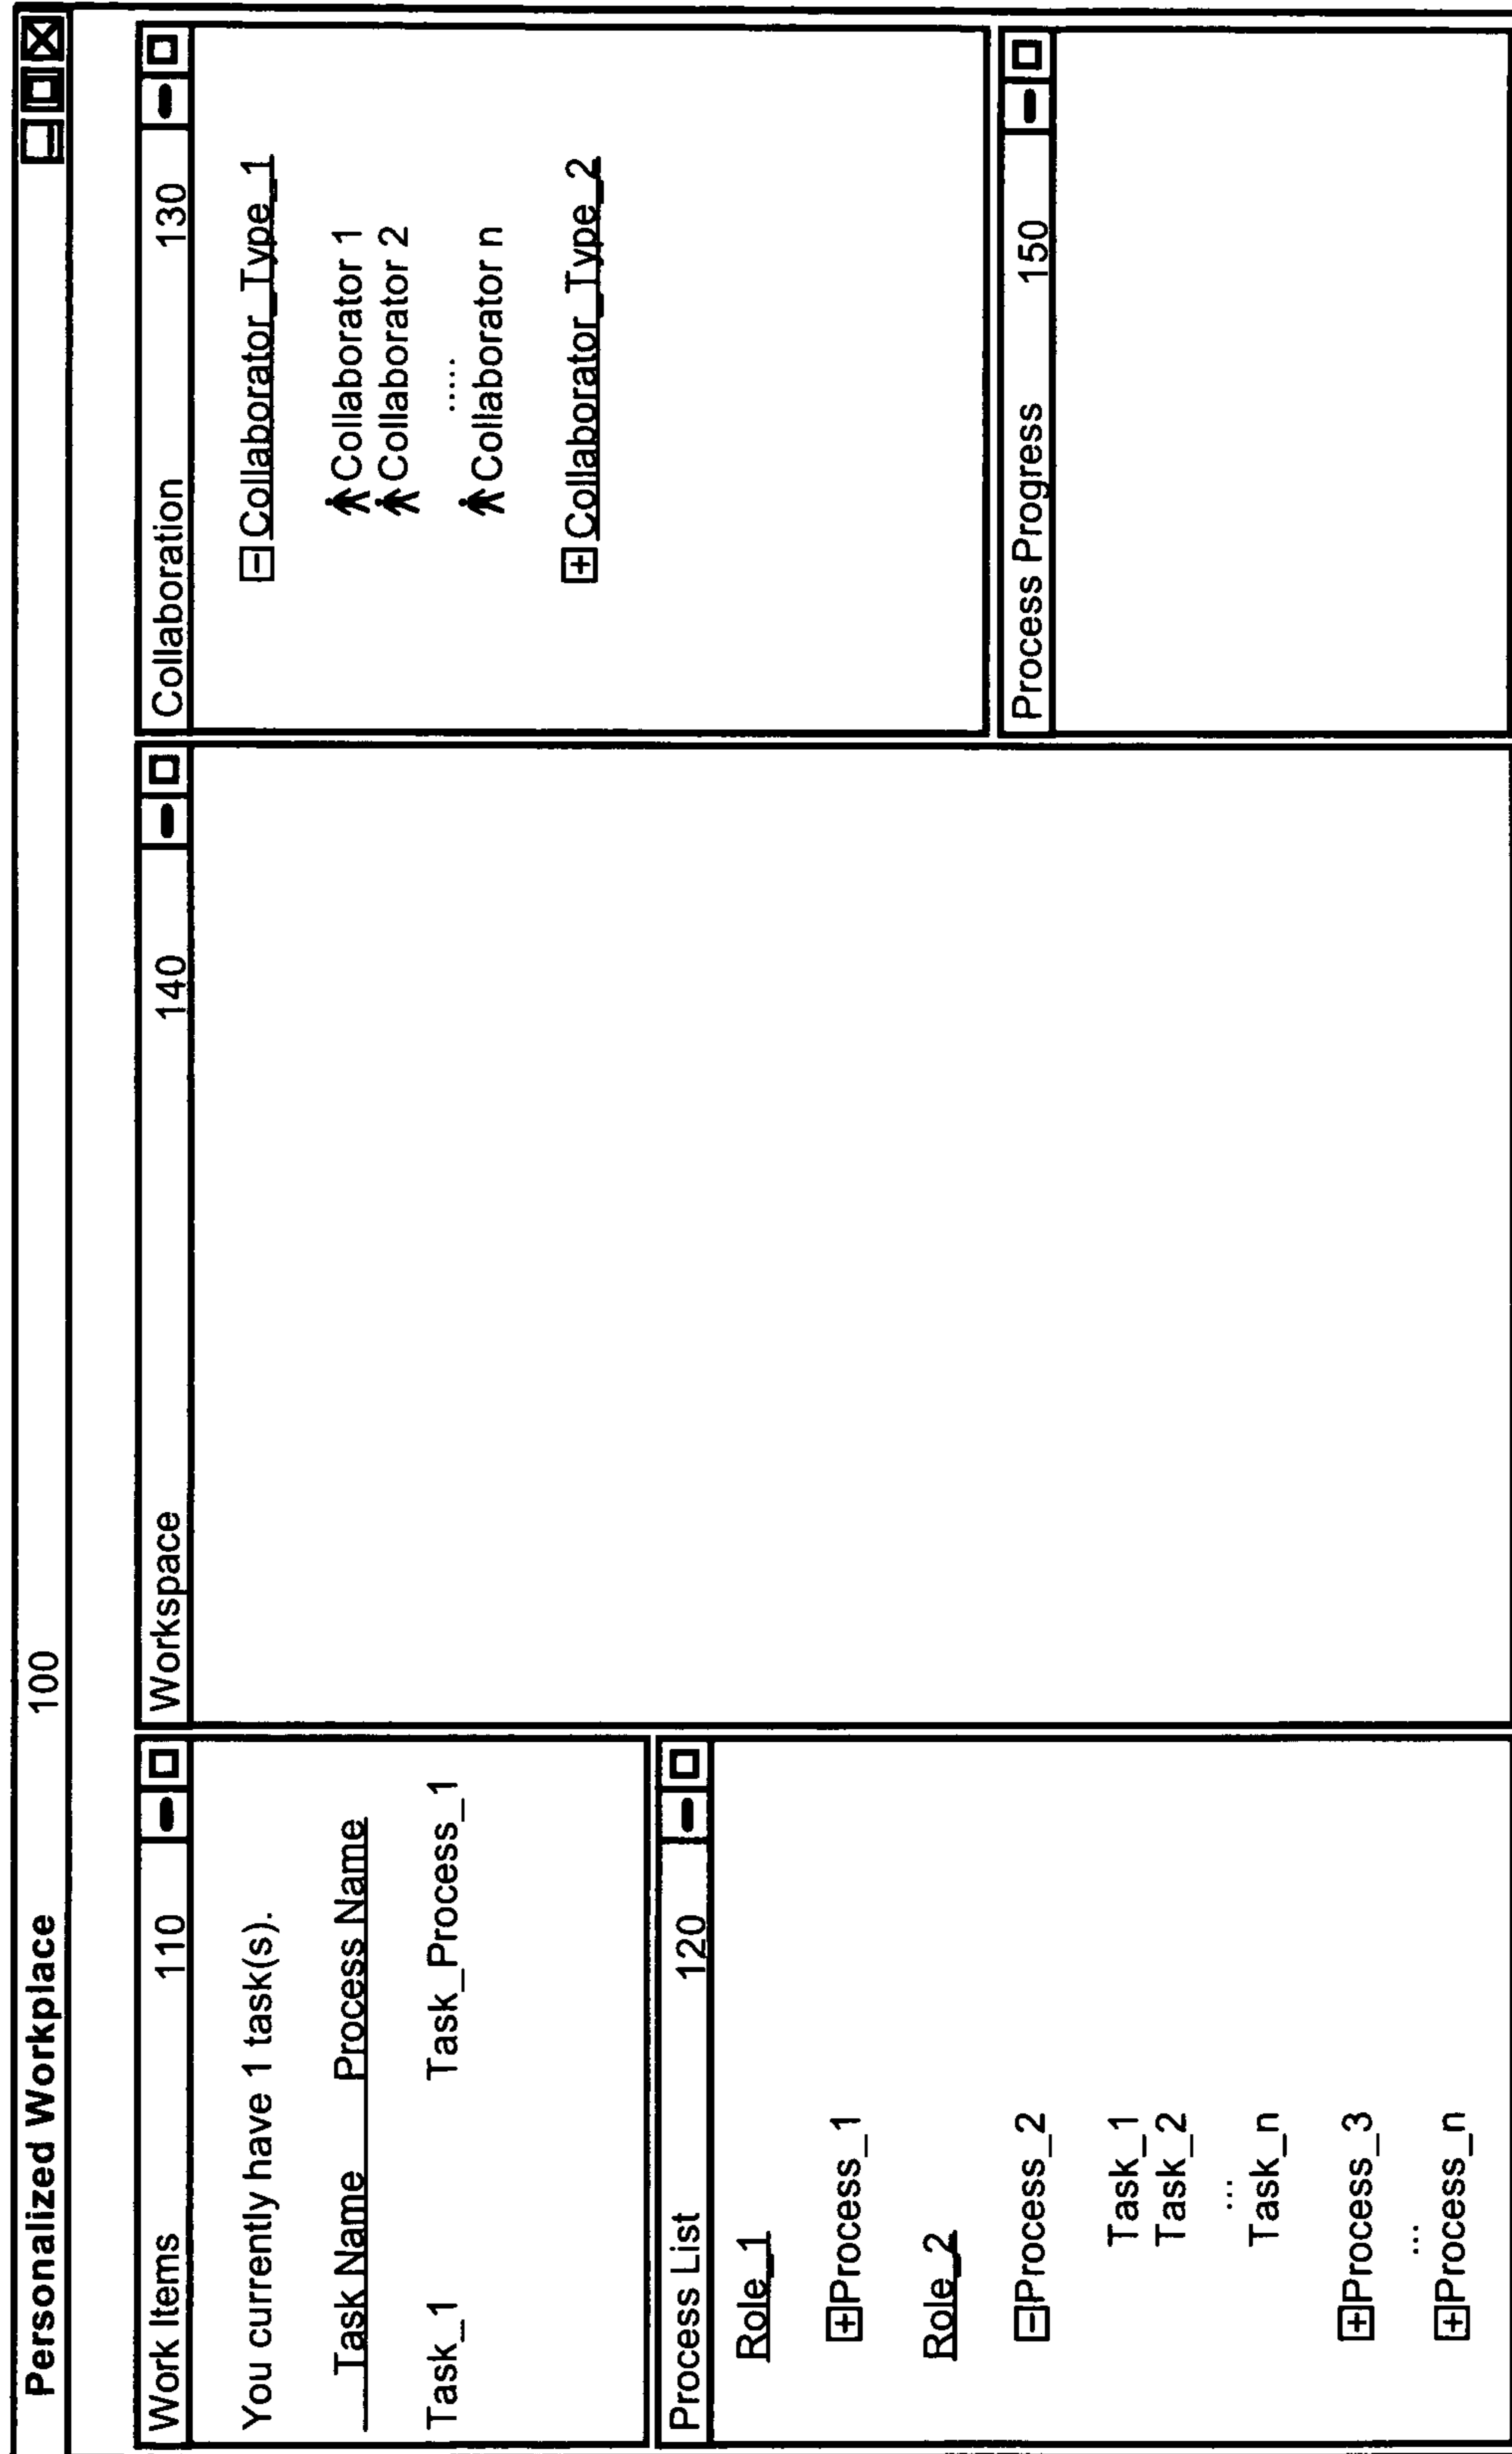 Personalized Workplace 100
Work Items 110
You currently have 1 task(s).
Task Name Process Name
Task_1 Task_Process_1
Process List 120
Role_1
Process_1
Role_2
Process_2
Task_1
Task_2
...
Task_n
Process_3
...
Process_n
Workspace 140
Collaboration 130
Collaborator_Type_1
Collaborator 1
Collaborator 2
.....
Collaborator n
Collaborator_Type_2
Process Progress 150